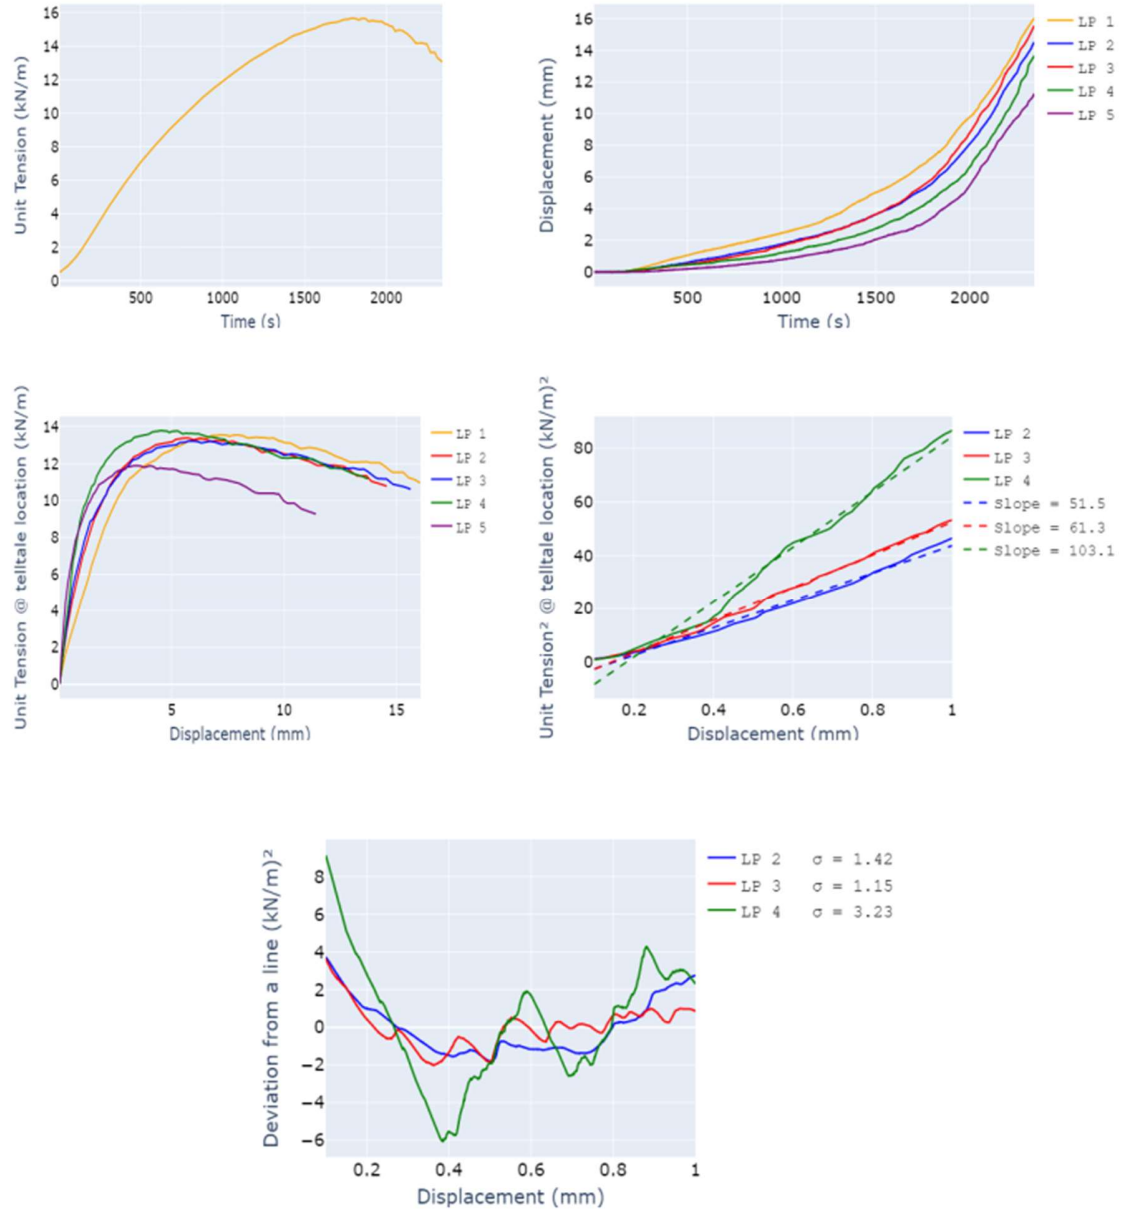 Unit Tension (kN/m)
16
14
12
10
8
6
4
2
0
500 1000 1500 2000
Time (s)
Displacement (mm)
16
14
12
10
8
6
4
2
0
500 1000 1500 2000
Time (s)
LP 1
LP 2
LP 3
LP 4
LP 5
Unit Tension @ telltale location (kN/m)
14
12
10
8
6
4
2
0
5 10 15
Displacement (mm)
LP 1
LP 2
LP 3
LP 4
LP 5
Unit Tension² @ telltale location (kN/m)²
80
60
40
20
0
0.2 0.4 0.6 0.8 1
Displacement (mm)
LP 2
LP 3
LP 4
Slope = 51.5
Slope = 61.3
Slope = 103.1
Deviation from a line (kN/m)²
8
6
4
2
0
−2
−4
−6
0.2 0.4 0.6 0.8 1
Displacement (mm)
LP 2 σ = 1.42
LP 3 σ = 1.15
LP 4 σ = 3.23